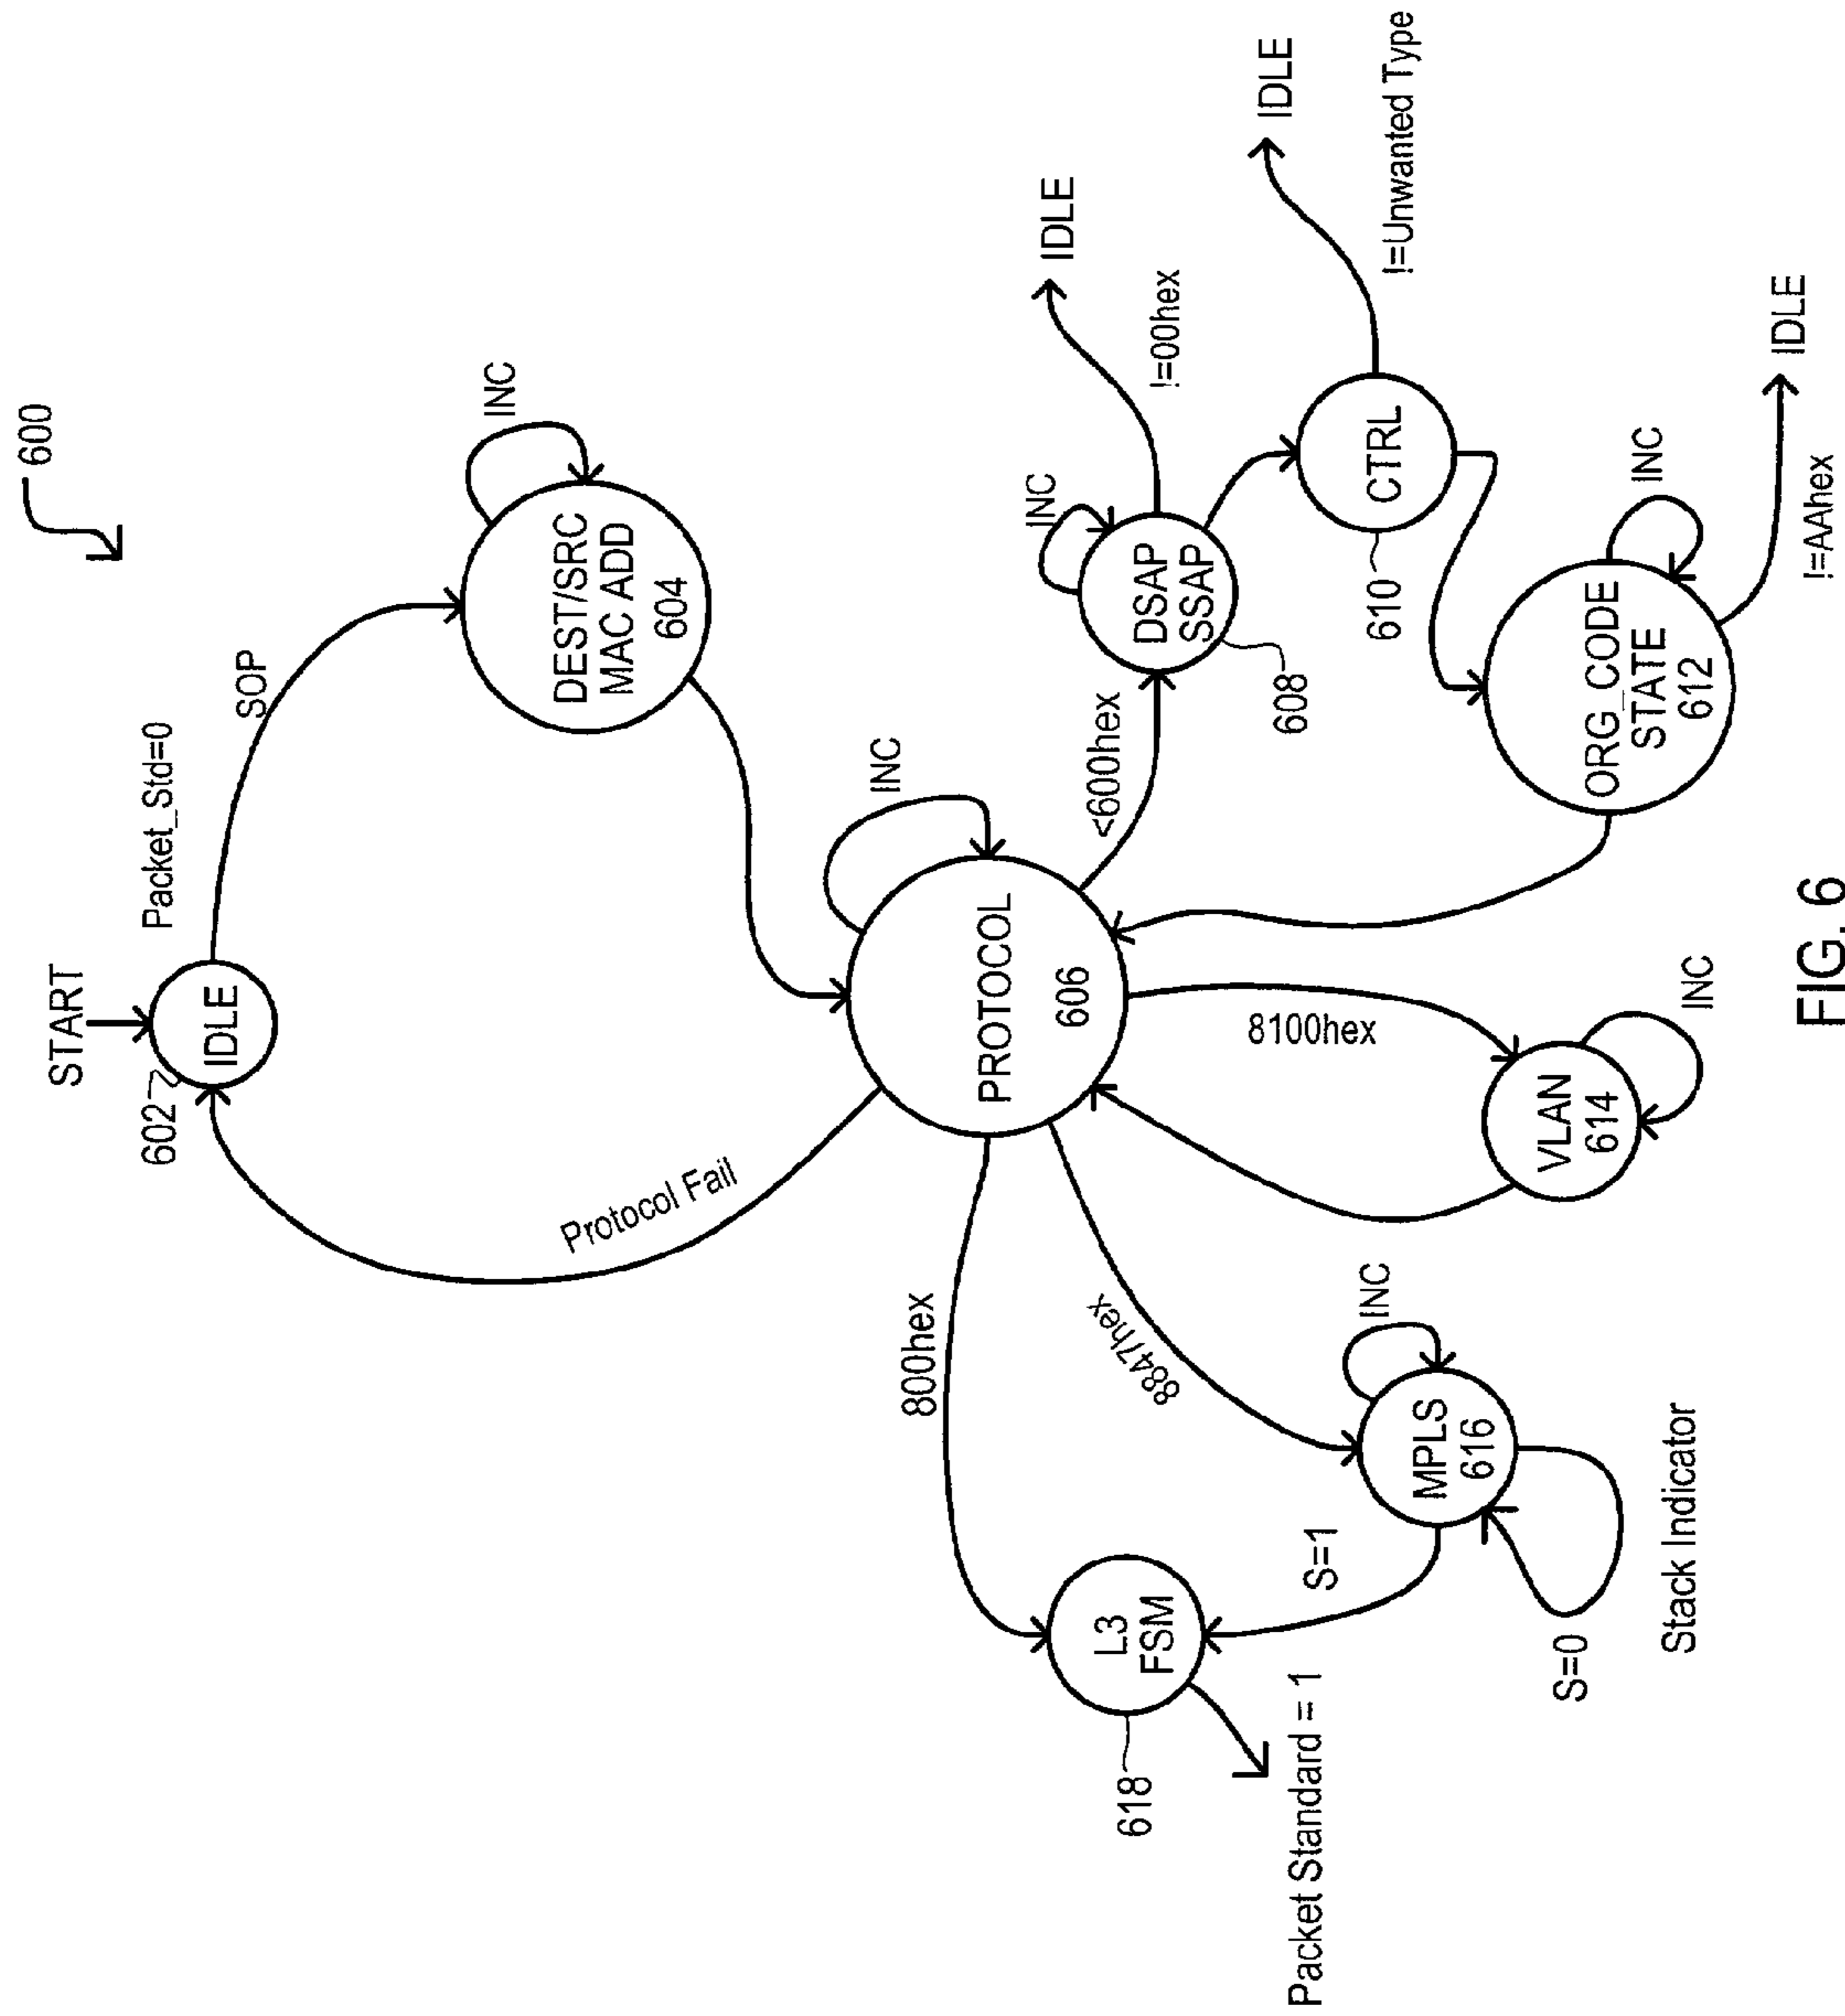 600
START
602
IDLE
Packet_Std=0
SOP
INC
DEST/SRC
MAC ADD
604
Protocol Fail
INC
PROTOCOL
606
800hex
8847hex
8100hex
<600hex
INC
DSAP
SSAP
608
IDLE
!=00hex
CTRL
610
IDLE
!=Unwanted Type
INC
ORG_CODE
STATE
612
IDLE
!=AAhex
VLAN
614
INC
INC
MPLS
616
S=1
S=0
Stack Indicator
L3
FSM
618
Packet Standard = 1
FIG. 6